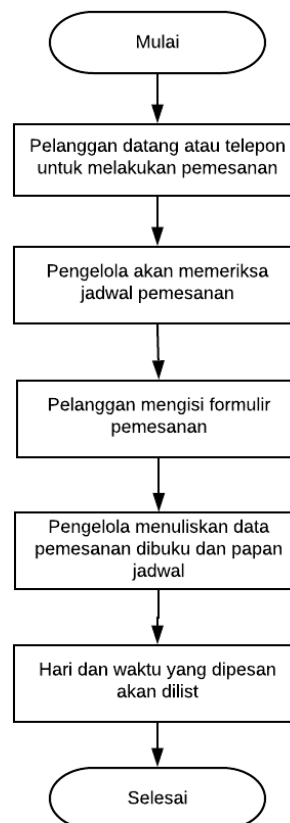 Mulai
Pelanggan datang atau telepon
untuk melakukan pemesanan
Pengelola akan memeriksa
jadwal pemesanan
Pelanggan mengisi formulir
pemesanan
Pengelola menuliskan data
pemesanan dibuku dan papan
jadwal
Hari dan waktu yang dipesan
akan dilist
Selesai